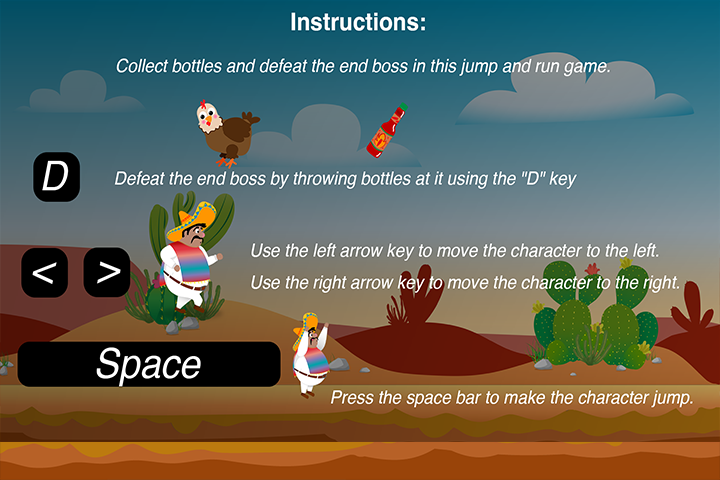 Instructions:
Collect bottles and defeat the end boss in this jump and run game.
D
Defeat the end boss by throwing bottles at it using the "D" key
Use the left arrow key to move the character to the left.
< >
Use the right arrow key to move the character to the right.
Space
Press the space bar to make the character jump.